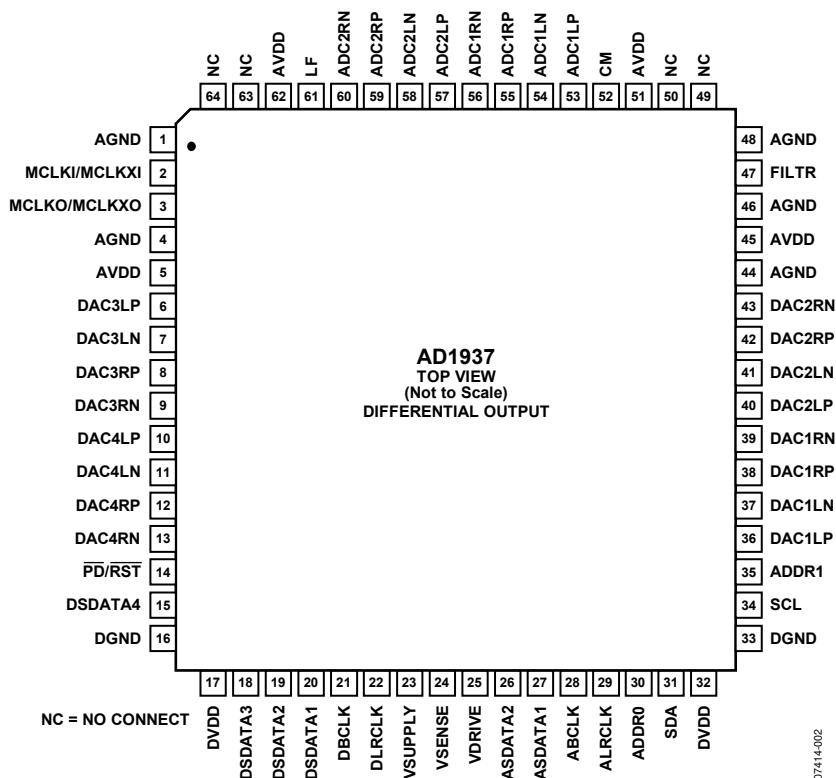 NC
NC
AVDD
LF
ADC2RN
ADC2RP
ADC2LN
ADC2LP
ADC1RN
ADC1RP
ADC1LN
ADC1LP
CM
AVDD
NC
NC
64 63 62 61 60 59 58 57 56 55 54 53 52 51 50 49
AGND 1
MCLKI/MCLKXI 2
MCLKO/MCLKXO 3
AGND 4
AVDD 5
DAC3LP 6
DAC3LN 7
DAC3RP 8
DAC3RN 9
DAC4LP 10
DAC4LN 11
DAC4RP 12
DAC4RN 13
PD/RST 14
DSDATA4 15
DGND 16
AD1937
TOP VIEW
(Not to Scale)
DIFFERENTIAL OUTPUT
48 AGND
47 FILTR
46 AGND
45 AVDD
44 AGND
43 DAC2RN
42 DAC2RP
41 DAC2LN
40 DAC2LP
39 DAC1RN
38 DAC1RP
37 DAC1LN
36 DAC1LP
35 ADDR1
34 SCL
33 DGND
17 18 19 20 21 22 23 24 25 26 27 28 29 30 31 32
NC = NO CONNECT
DVDD
DSDATA3
DSDATA2
DSDATA1
DBCLK
DLRCLK
VSUPPLY
VSENSE
VDRIVE
ASDATA2
ASDATA1
ABCLK
ALRCLK
ADDR0
SDA
DVDD
07414-002